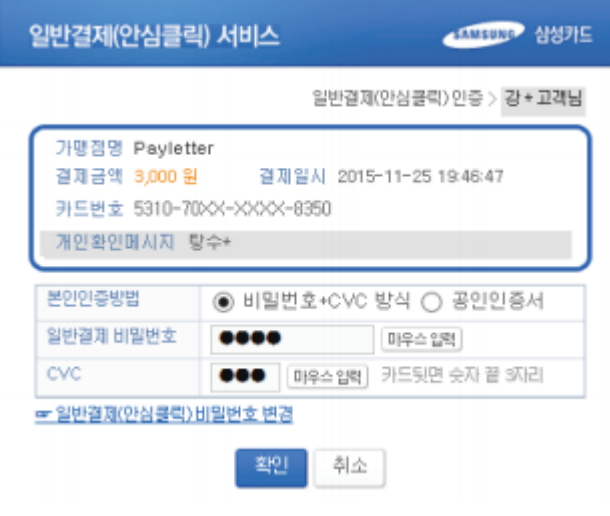 일반결제(안심클릭) 서비스
SAMSUNG 삼성카드
일반결제(안심클릭) 인증 > 강*고객님
가맹점명 Payletter
결제금액 3,000 원 결제일시 2015-11-25 19:46:47
카드번호 5310-70XX-XXXX-8350
개인확인메시지 탕수*
본인인증방법 비밀번호+CVC 방식 공인인증서
일반결제 비밀번호 ●●●● 마우스 입력
CVC ●●● 마우스 입력 카드뒷면 숫자 끝 3자리
☞ 일반결제(안심클릭) 비밀번호 변경
확인 취소